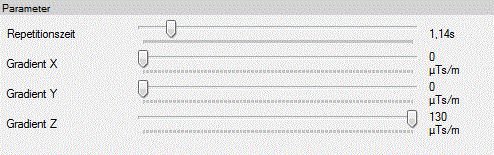 Parameter
Repetitionszeit 1,14s
Gradient X 0 µTs/m
Gradient Y 0 µTs/m
Gradient Z 130 µTs/m